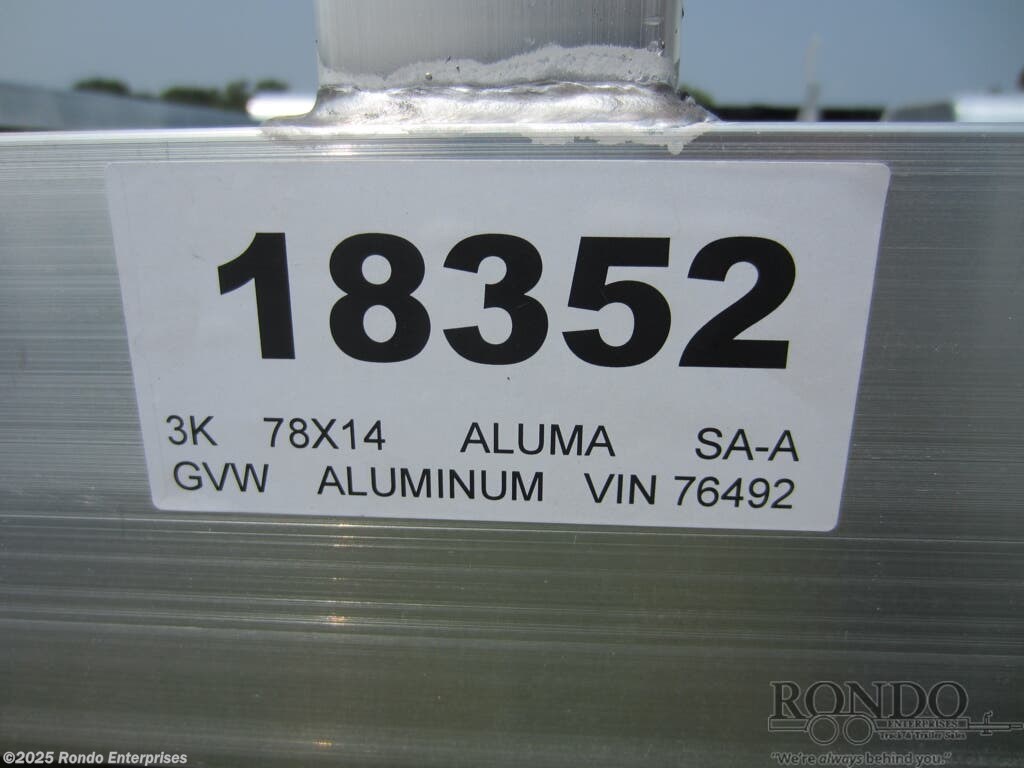 18352
3K 78X14 ALUMA SA-A
GVW ALUMINUM VIN 76492
RONDO
ENTERPRISES
Truck & Trailer Sales
"We're always behind you."
©2025 Rondo Enterprises